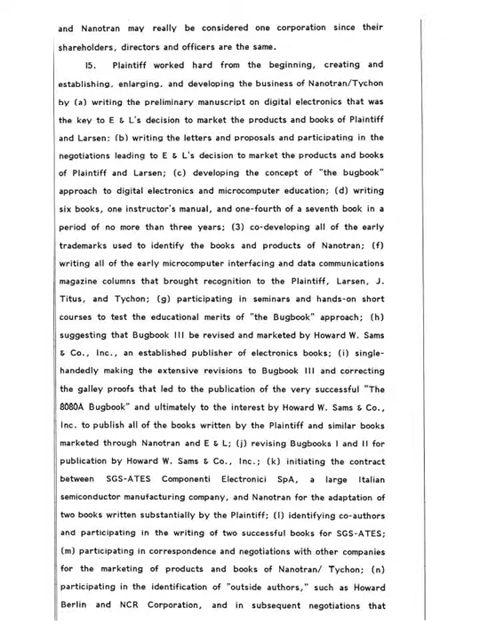 and Nanotran may really be considered one corporation since their
shareholders, directors and officers are the same.
15. Plaintiff worked hard from the beginning, creating and
establishing, enlarging, and developing the business of Nanotran/Tychon
by (a) writing the preliminary manuscript on digital electronics that was
the key to E & L's decision to market the products and books of Plaintiff
and Larsen; (b) writing the letters and proposals and participating in the
negotiations leading to E & L's decision to market the products and books
of Plaintiff and Larsen; (c) developing the concept of "the bugbook"
approach to digital electronics and microcomputer education; (d) writing
six books, one instructor's manual, and one-fourth of a seventh book in a
period of no more than three years; (3) co-developing all of the early
trademarks used to identify the books and products of Nanotran; (f)
writing all of the early microcomputer interfacing and data communications
magazine columns that brought recognition to the Plaintiff, Larsen, J.
Titus, and Tychon; (g) participating in seminars and hands-on short
courses to test the educational merits of "the Bugbook" approach; (h)
suggesting that Bugbook III be revised and marketed by Howard W. Sams
& Co., Inc., an established publisher of electronics books; (i) single-
handedly making the extensive revisions to Bugbook III and correcting
the galley proofs that led to the publication of the very successful "The
8080A Bugbook" and ultimately to the interest by Howard W. Sams & Co.,
Inc. to publish all of the books written by the Plaintiff and similar books
marketed through Nanotran and E & L; (j) revising Bugbooks I and II for
publication by Howard W. Sams & Co., Inc.; (k) initiating the contract
between SGS-ATES Componenti Electronici SpA, a large Italian
semiconductor manufacturing company, and Nanotran for the adaptation of
two books written substantially by the Plaintiff; (l) identifying co-authors
and participating in the writing of two successful books for SGS-ATES;
(m) participating in correspondence and negotiations with other companies
for the marketing of products and books of Nanotran/ Tychon; (n)
participating in the identification of "outside authors," such as Howard
Berlin and NCR Corporation, and in subsequent negotiations that